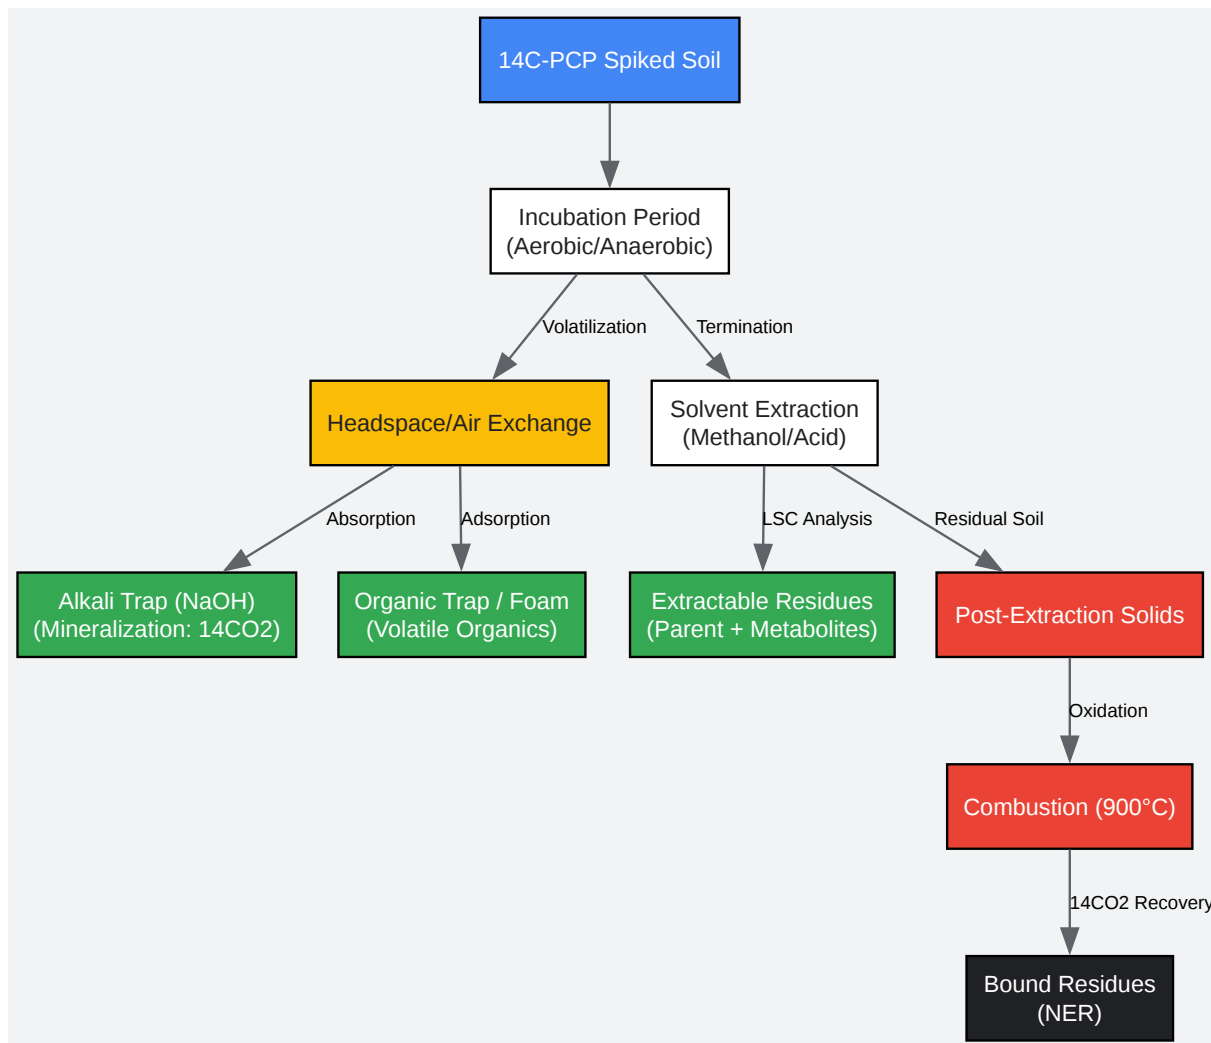 14C-PCP Spiked Soil
Incubation Period
(Aerobic/Anaerobic)
Volatilization
Termination
Headspace/Air Exchange
Solvent Extraction
(Methanol/Acid)
Absorption
Adsorption
LSC Analysis
Residual Soil
Alkali Trap (NaOH)
(Mineralization: 14CO2)
Organic Trap / Foam
(Volatile Organics)
Extractable Residues
(Parent + Metabolites)
Post-Extraction Solids
Oxidation
Combustion (900°C)
14CO2 Recovery
Bound Residues
(NER)